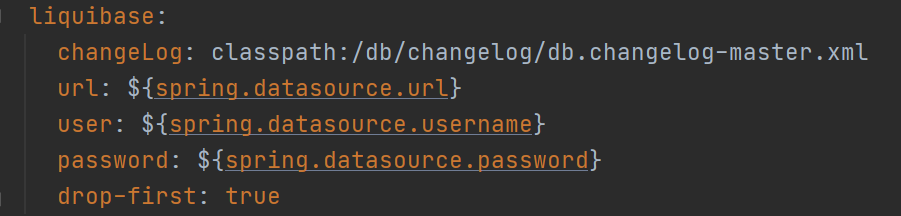 liquibase:
changeLog: classpath:/db/changelog/db.changelog-master.xml
url: ${spring.datasource.url}
user: ${spring.datasource.username}
password: ${spring.datasource.password}
drop-first: true